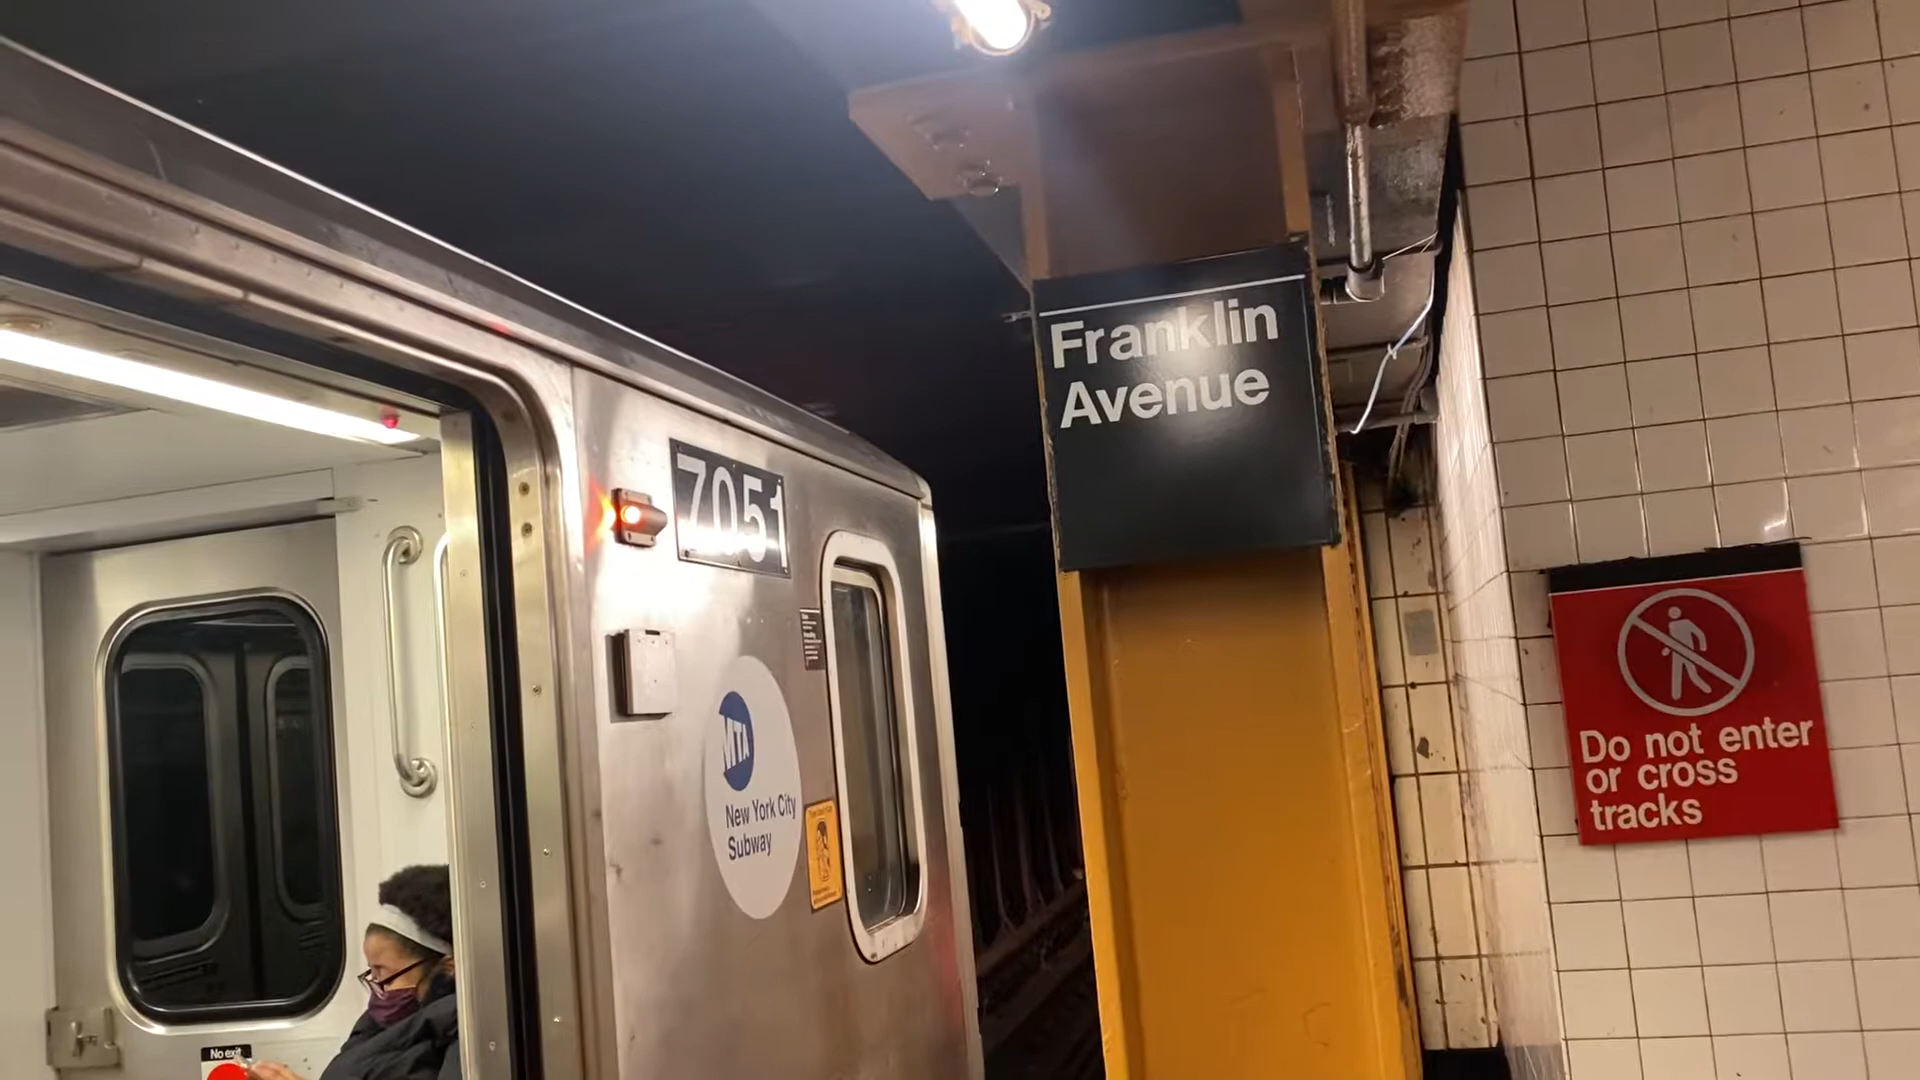 Franklin
Avenue
7051
MTA
New York City
Subway
Do not enter
or cross
tracks
No exit